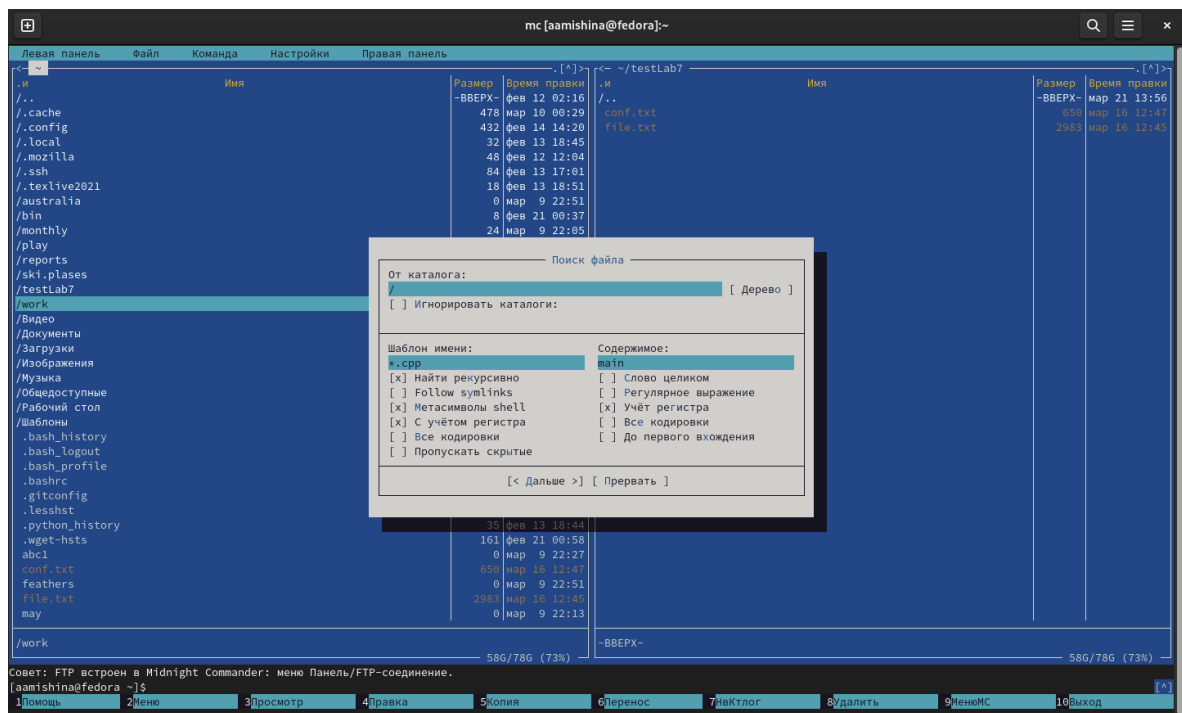 mc [aamishina@fedora]:~
Левая панель Файл Команда Настройки Правая панель
<- ~ .[^]>
.и Имя Размер Время правки
/.. -ВВЕРХ- фев 12 02:16
/.cache 478 мар 10 00:29
/.config 432 фев 14 14:20
/.local 32 фев 13 18:45
/.mozilla 48 фев 12 12:04
/.ssh 84 фев 13 17:01
/.texlive2021 18 фев 13 18:51
/australia 0 мар 9 22:51
/bin 8 фев 21 00:37
/monthly 24 мар 9 22:05
/play
/reports
/ski.plases
/testLab7
/work
/Видео
/Документы
/Загрузки
/Изображения
/Музыка
/Общедоступные
/Рабочий стол
/Шаблоны
.bash_history
.bash_logout
.bash_profile
.bashrc
.gitconfig
.lesshst
.python_history 35 фев 13 18:44
.wget-hsts 161 фев 21 00:58
abc1 0 мар 9 22:27
conf.txt 650 мар 16 12:47
feathers 0 мар 9 22:51
file.txt 2983 мар 16 12:45
may 0 мар 9 22:13
/work
58G/78G (73%)
<- ~/testLab7 .[^]>
.и Имя Размер Время правки
/.. -ВВЕРХ- мар 21 13:56
conf.txt 650 мар 16 12:47
file.txt 2983 мар 16 12:45
-ВВЕРХ-
58G/78G (73%)
Поиск файла
От каталога:
/ [ Дерево ]
[ ] Игнорировать каталоги:
Шаблон имени: Содержимое:
*.cpp main
[x] Найти рекурсивно [ ] Слово целиком
[ ] Follow symlinks [ ] Регулярное выражение
[x] Метасимволы shell [x] Учёт регистра
[x] С учётом регистра [ ] Все кодировки
[ ] Все кодировки [ ] До первого вхождения
[ ] Пропускать скрытые
[< Дальше >] [ Прервать ]
Совет: FTP встроен в Midnight Commander: меню Панель/FTP-соединение.
[aamishina@fedora ~]$ [^]
1Помощь 2Меню 3Просмотр 4Правка 5Копия 6Перенос 7НвКтлог 8Удалить 9МенюМС 10Выход